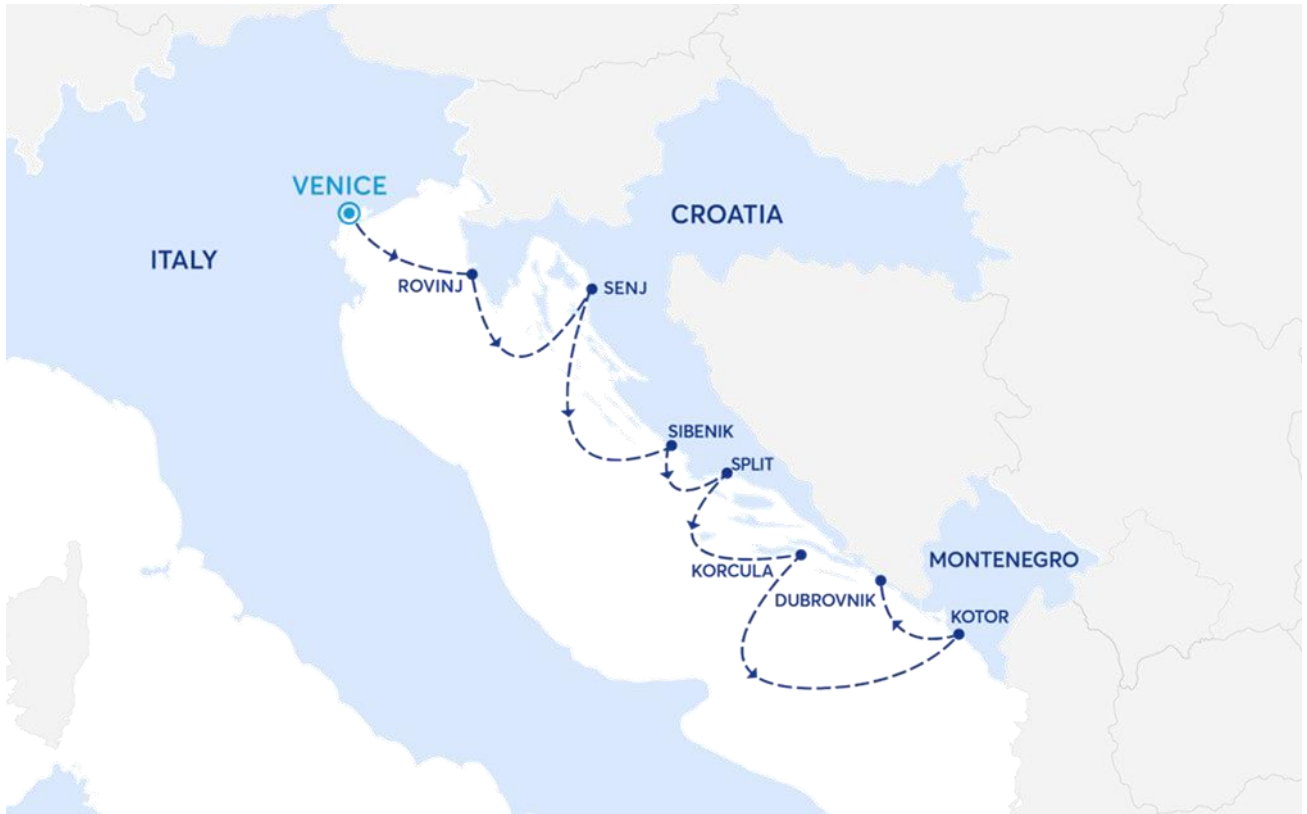 VENICE
CROATIA
ITALY
ROVINJ
SENJ
SIBENIK
SPLIT
KORCULA
MONTENEGRO
DUBROVNIK
KOTOR